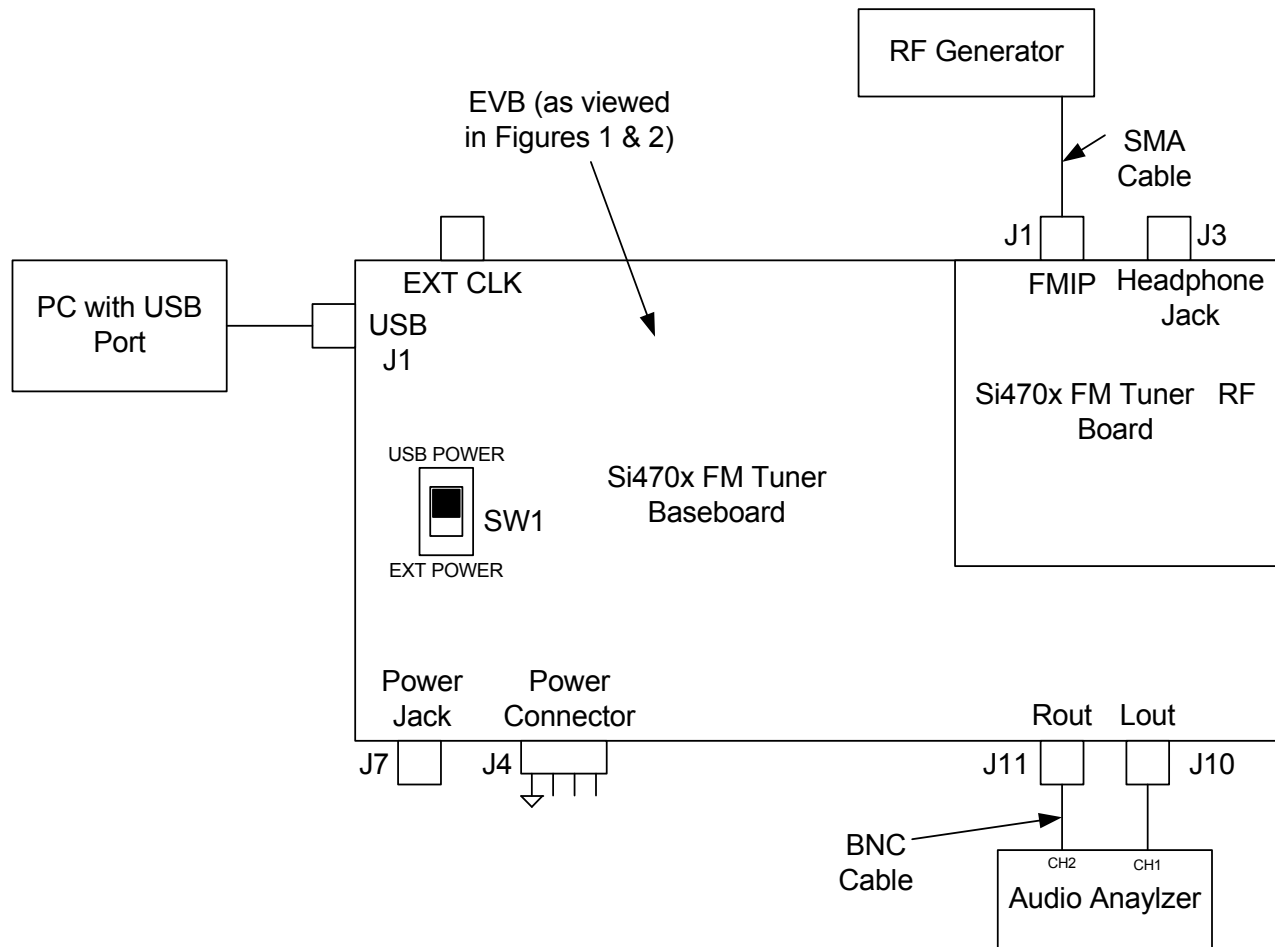 RF Generator
EVB (as viewed
in Figures 1 & 2)
SMA
Cable
J1
J3
EXT CLK
FMIP
Headphone
Jack
PC with USB
Port
USB
J1
Si470x FM Tuner RF
Board
USB POWER
SW1
EXT POWER
Si470x FM Tuner
Baseboard
Power
Jack
Power
Connector
Rout
Lout
J7
J4
J11
J10
BNC
Cable
CH2
CH1
Audio Anaylzer